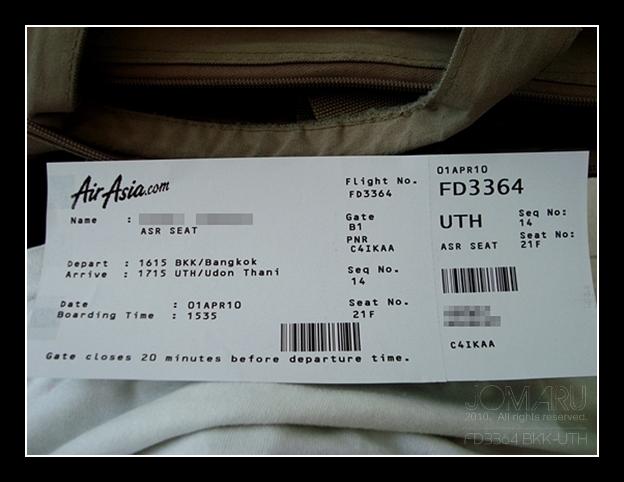 AirAsia.com
Name :
ASR SEAT
Depart : 1615 BKK/Bangkok
Arrive : 1715 UTH/Udon Thani
Date : 01APR10
Boarding Time : 1535
Gate closes 20 minutes before departure time.
Flight No.
FD3364
Gate
B1
PNR
C4IKAA
Seq No.
14
Seat No.
21F
01APR10
FD3364
UTH
ASR SEAT
Seq No:
14
Seat No:
21F
C4IKAA
JOMARU
2010. All rights reserved.
FD3364 BKK-UTH